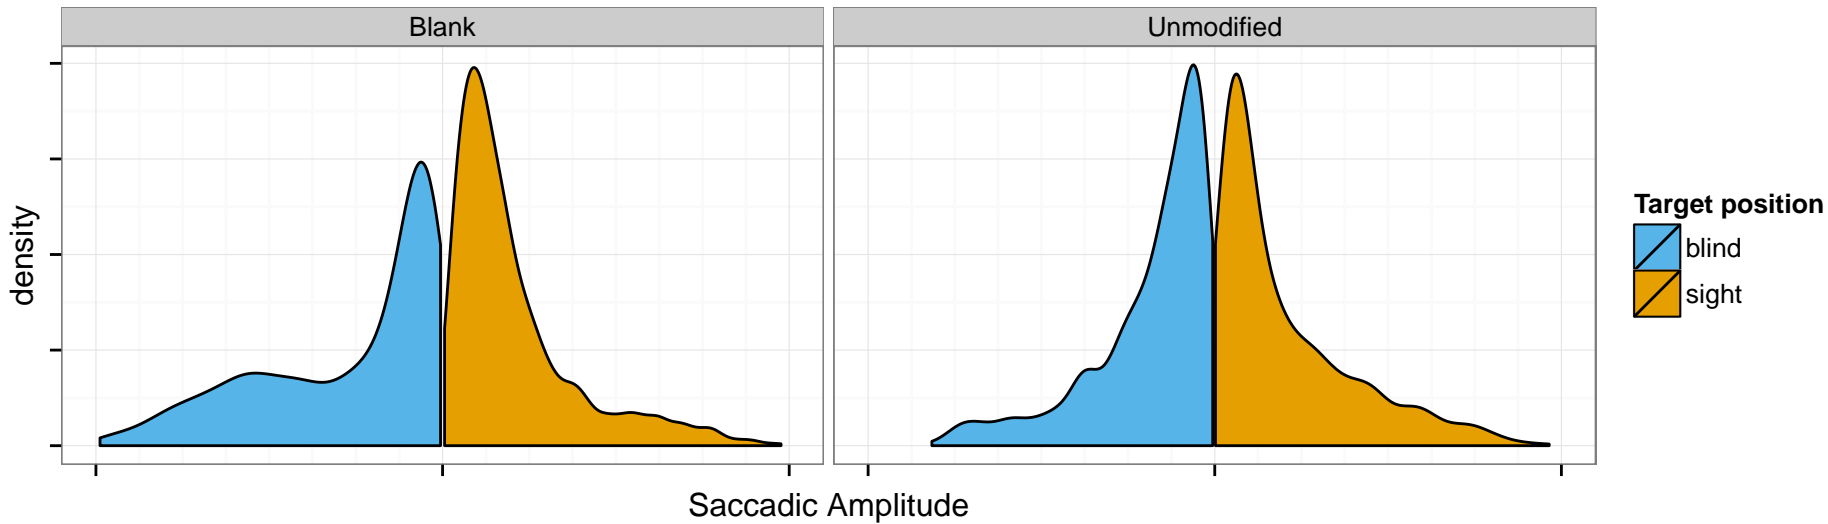 Blank
Unmodified
density
Saccadic Amplitude
Target position
blind
sight